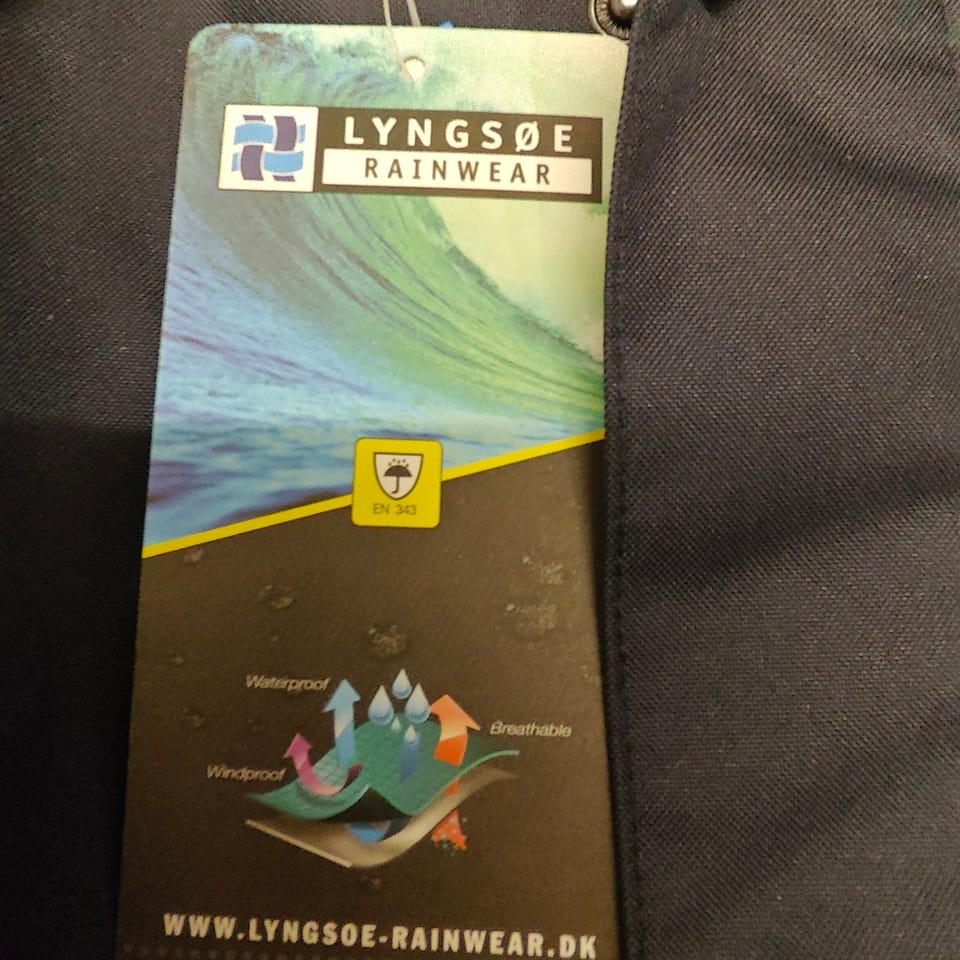 LYNGSØE
RAINWEAR
EN 343
Waterproof
Breathable
Windproof
WWW.LYNGSOE-RAINWEAR.DK